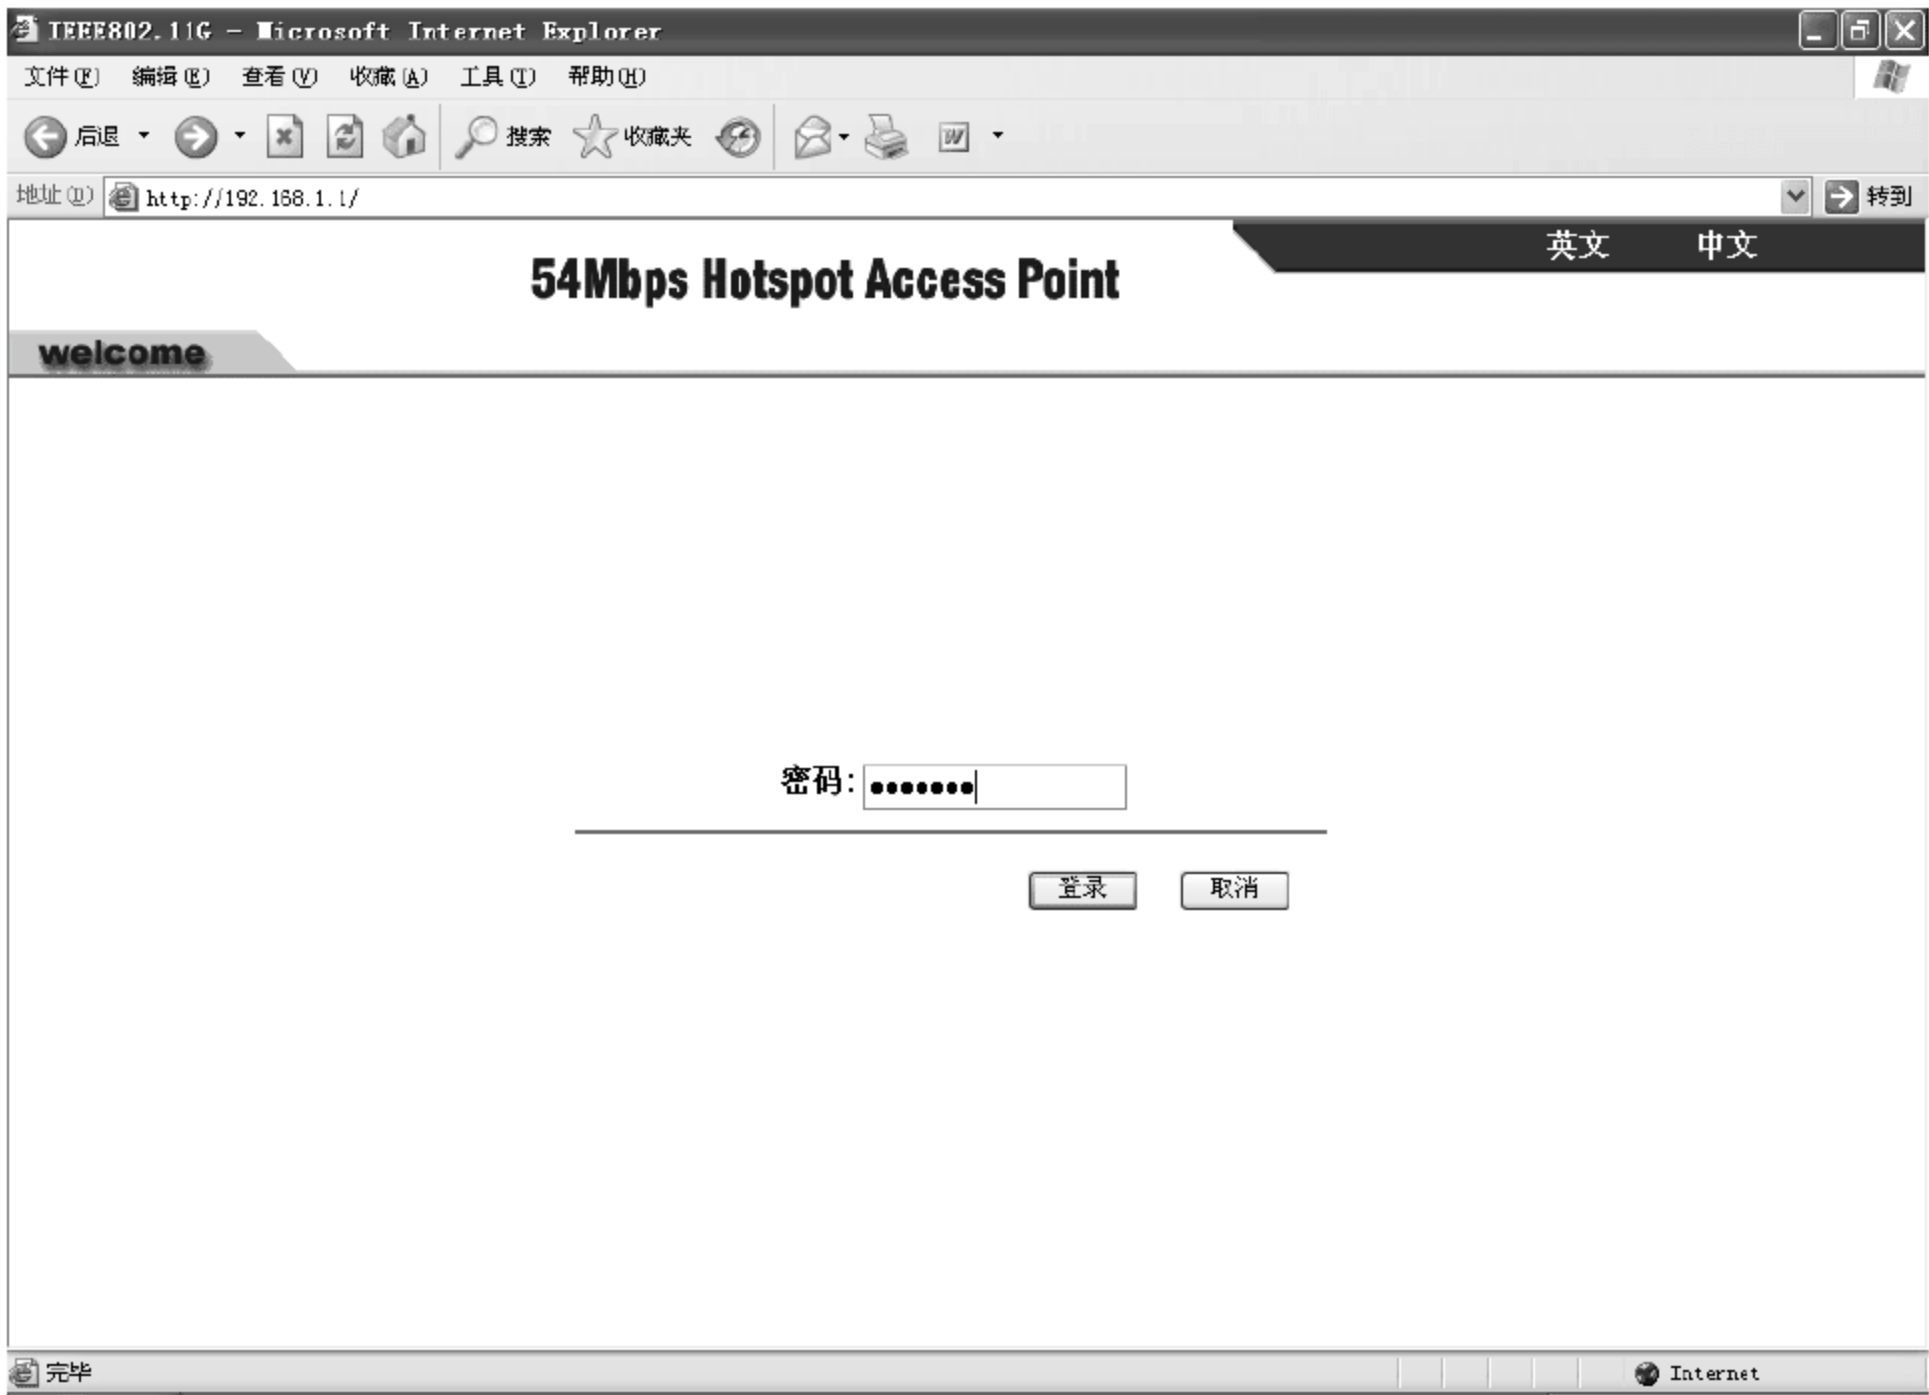 IEEE802.11G - Microsoft Internet Explorer
文件(F) 编辑(E) 查看(V) 收藏(A) 工具(T) 帮助(H)
后退 搜索 收藏夹
地址(D) http://192.168.1.1/ 转到
英文 中文
54Mbps Hotspot Access Point
welcome
密码: •••••••
登录 取消
完毕 Internet